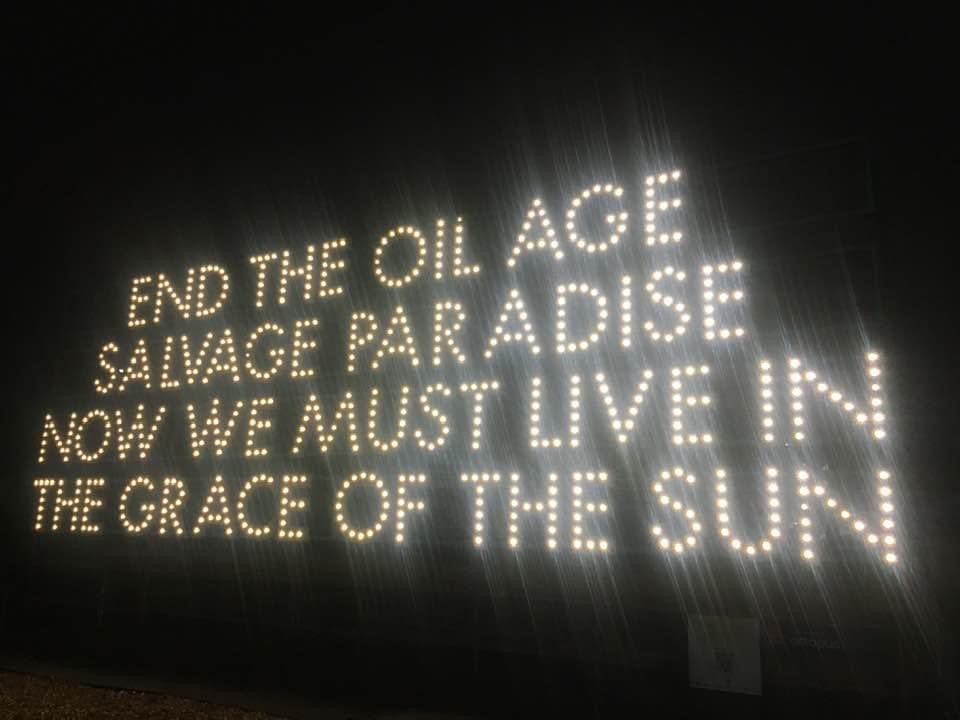 END THE OIL AGE
SALVAGE PARADISE
NOW WE MUST LIVE IN
THE GRACE OF THE SUN